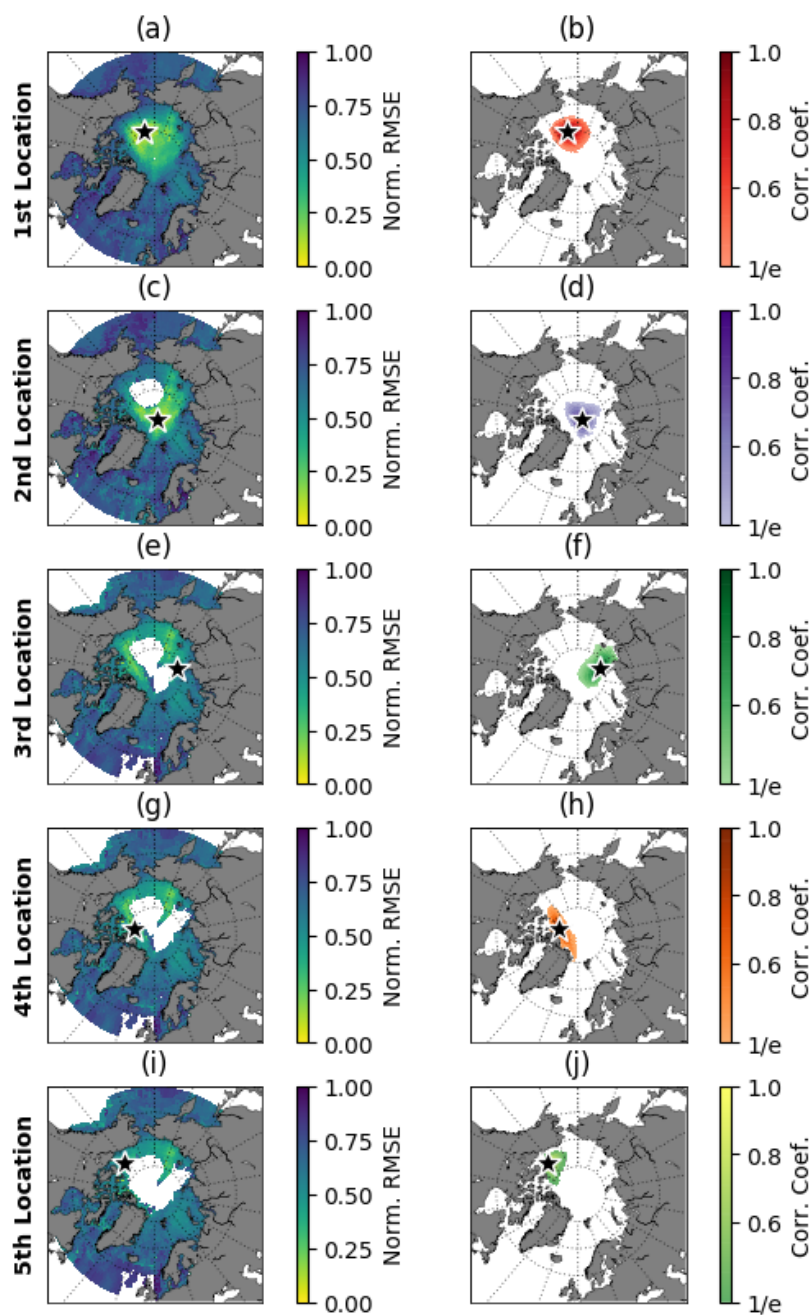 (a)
(b)
1st Location
1.00
0.75
0.50
0.25
0.00
Norm. RMSE
1.0
0.8
0.6
1/e
Corr. Coef.
(c)
(d)
2nd Location
1.00
0.75
0.50
0.25
0.00
Norm. RMSE
1.0
0.8
0.6
1/e
Corr. Coef.
(e)
(f)
3rd Location
1.00
0.75
0.50
0.25
0.00
Norm. RMSE
1.0
0.8
0.6
1/e
Corr. Coef.
(g)
(h)
4th Location
1.00
0.75
0.50
0.25
0.00
Norm. RMSE
1.0
0.8
0.6
1/e
Corr. Coef.
(i)
(j)
5th Location
1.00
0.75
0.50
0.25
0.00
Norm. RMSE
1.0
0.8
0.6
1/e
Corr. Coef.